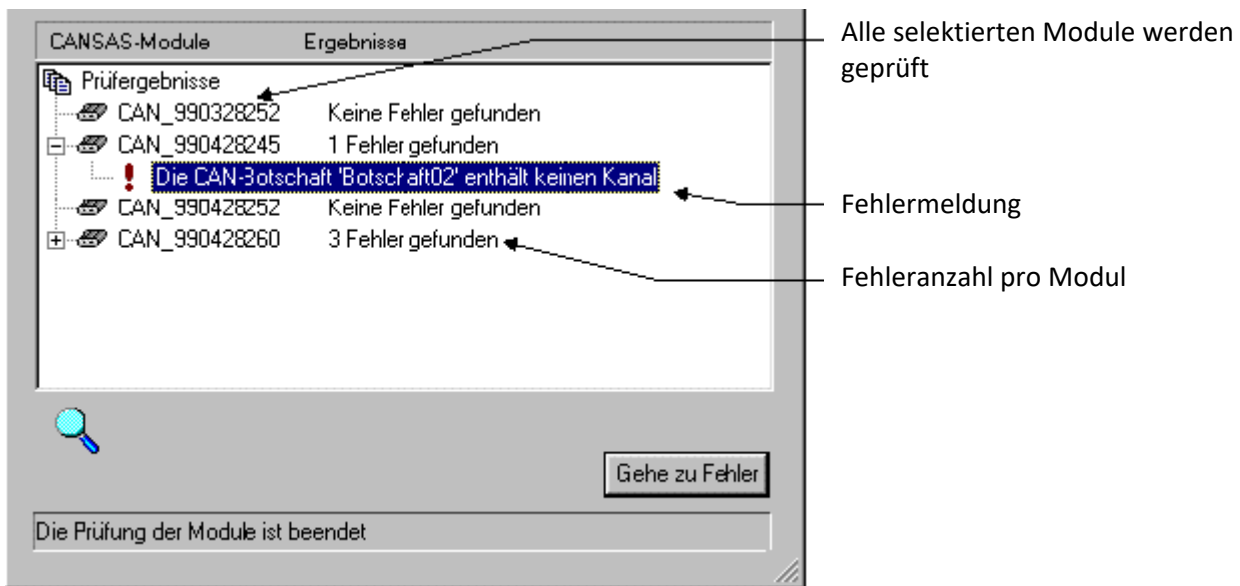 CANSAS-Module Ergebnisse
Alle selektierten Module werden
geprüft
Prüfergebnisse
CAN_990328252 Keine Fehler gefunden
CAN_990428245 1 Fehler gefunden
Die CAN-Botschaft 'Botschaft02' enthält keinen Kanal
CAN_990428252 Keine Fehler gefunden
Fehlermeldung
CAN_990428260 3 Fehler gefunden
Fehleranzahl pro Modul
Gehe zu Fehler
Die Prüfung der Module ist beendet